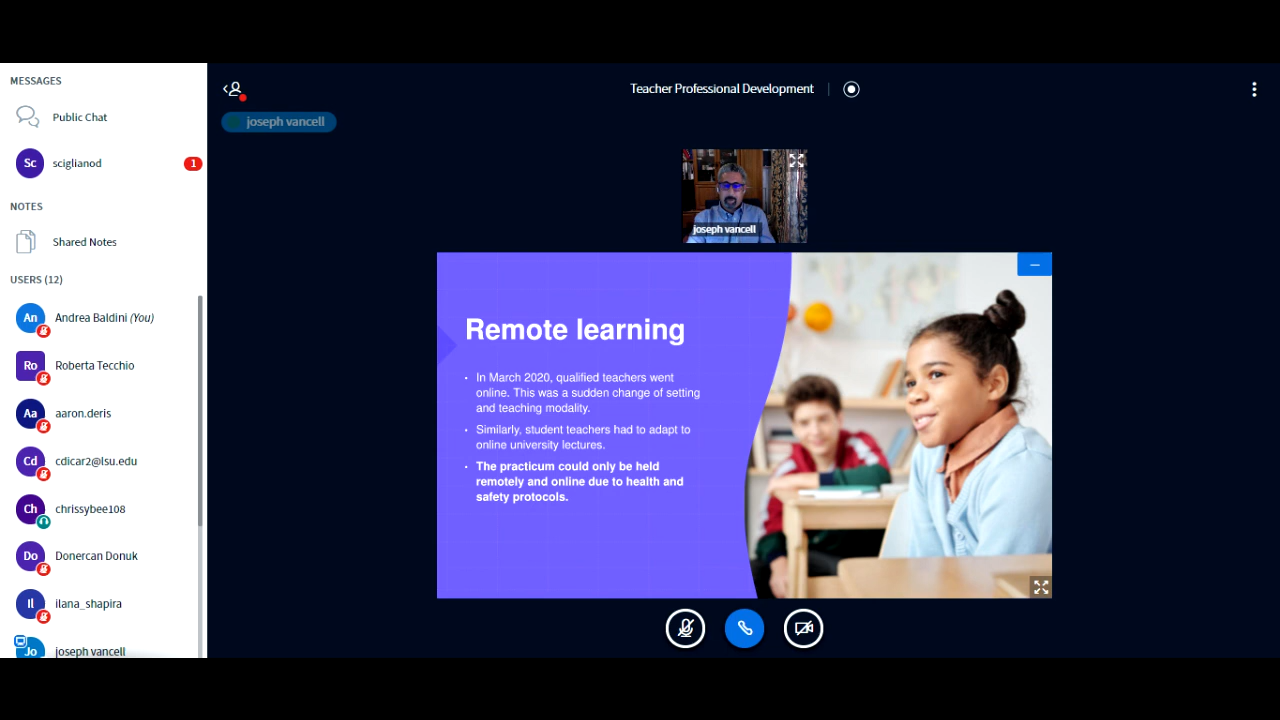 MESSAGES
Public Chat
Sc
sciglianod
1
NOTES
Shared Notes
USERS (12)
An
Andrea Baldini (You)
Ro
Roberta Tecchio
Aa
aaron.deris
Cd
cdicar2@lsu.edu
Ch
chrissybee108
Do
Donercan Donuk
Il
ilana_shapira
Jo
joseph vancell
Teacher Professional Development
joseph vancell
joseph vancell
Remote learning
• In March 2020, qualified teachers went
online. This was a sudden change of setting
and teaching modality.
• Similarly, student teachers had to adapt to
online university lectures.
• The practicum could only be held
remotely and online due to health and
safety protocols.